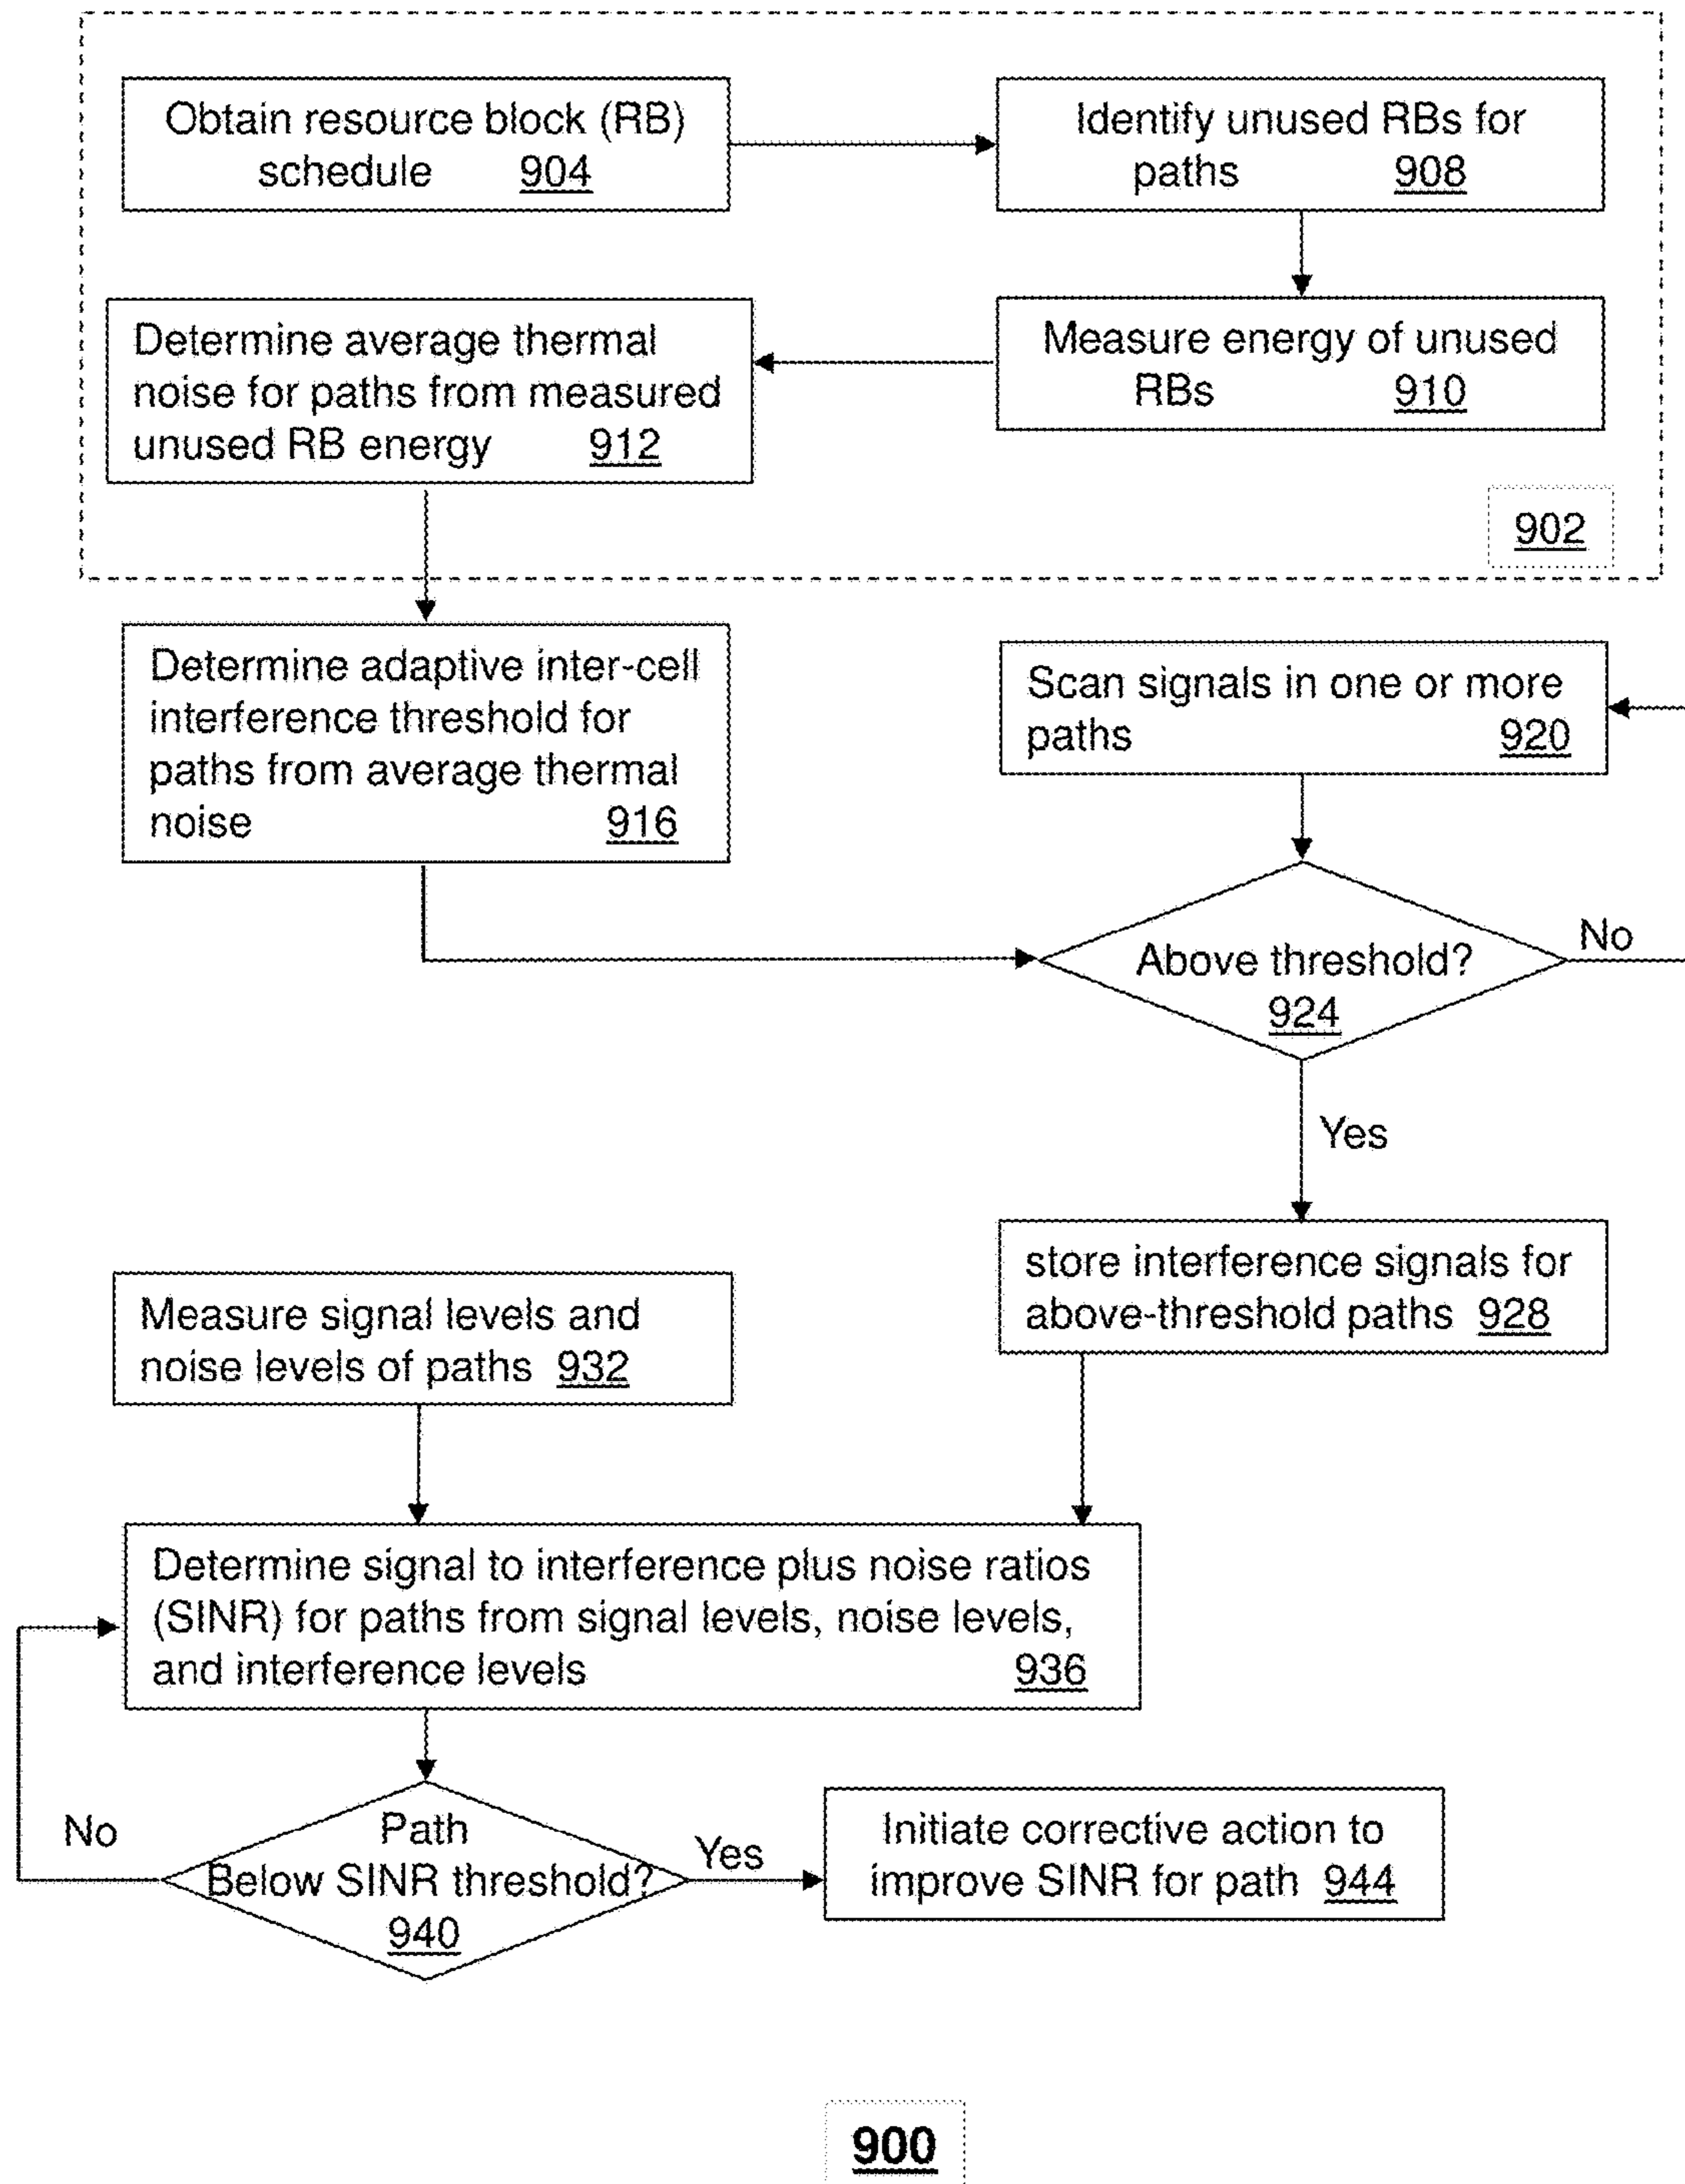 Obtain resource block (RB)
schedule 904
Identify unused RBs for
paths 908
Determine average thermal
noise for paths from measured
unused RB energy 912
Measure energy of unused
RBs 910
902
Determine adaptive inter-cell
interference threshold for
paths from average thermal
noise 916
Scan signals in one or more
paths 920
Above threshold?
924
No
Yes
store interference signals for
above-threshold paths 928
Measure signal levels and
noise levels of paths 932
Determine signal to interference plus noise ratios
(SINR) for paths from signal levels, noise levels,
and interference levels 936
Path
Below SINR threshold?
940
No
Yes
Initiate corrective action to
improve SINR for path 944
900